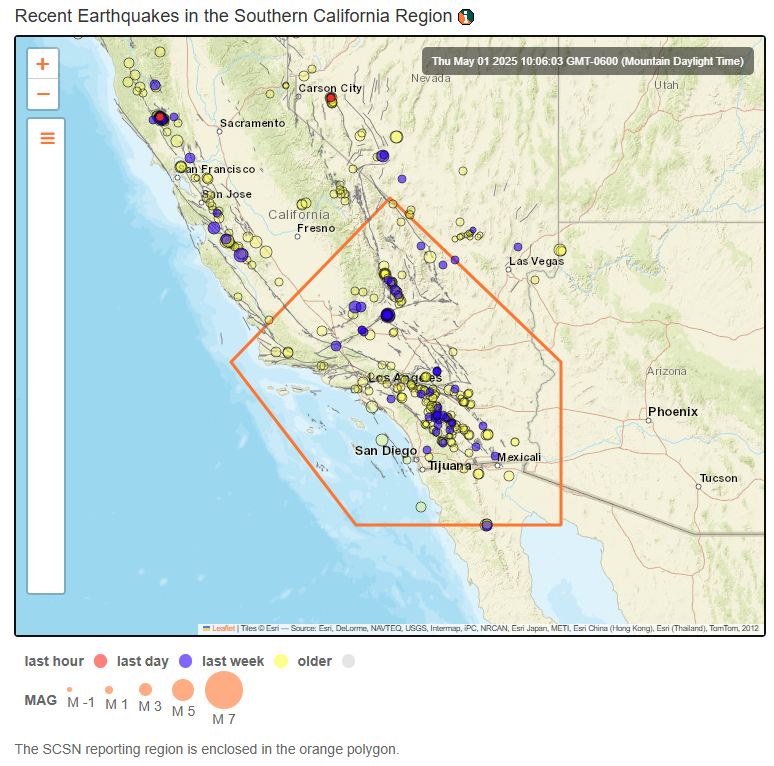 Recent Earthquakes in the Southern California Region
Thu May 01 2025 10:06:03 GMT-0600 (Mountain Daylight Time)
+
−
Nevada
Utah
Carson City
Sacramento
San Francisco
San Jose
California
Fresno
Las Vegas
Los Angeles
Arizona
Phoenix
San Diego
Tijuana
Mexicali
Tucson
Leaflet | Tiles © Esri — Source: Esri, DeLorme, NAVTEQ, USGS, Intermap, iPC, NRCAN, Esri Japan, METI, Esri China (Hong Kong), Esri (Thailand), TomTom, 2012
last hour last day last week older
MAG M -1 M 1 M 3 M 5 M 7
The SCSN reporting region is enclosed in the orange polygon.